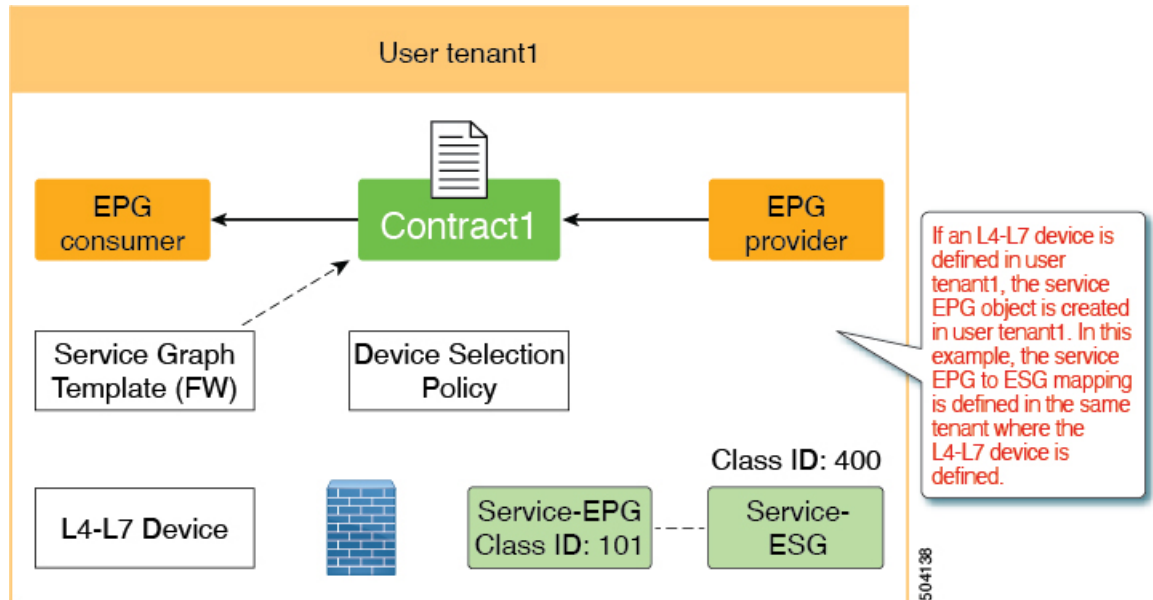 User tenant1
EPG
consumer
Contract1
EPG
provider
If an L4-L7 device is
defined in user
tenant1, the service
EPG object is created
in user tenant1. In this
example, the service
EPG to ESG mapping
is defined in the same
tenant where the
L4-L7 device is
defined.
Service Graph
Template (FW)
Device Selection
Policy
L4-L7 Device
Service-EPG
Class ID: 101
Class ID: 400
Service-
ESG
504138